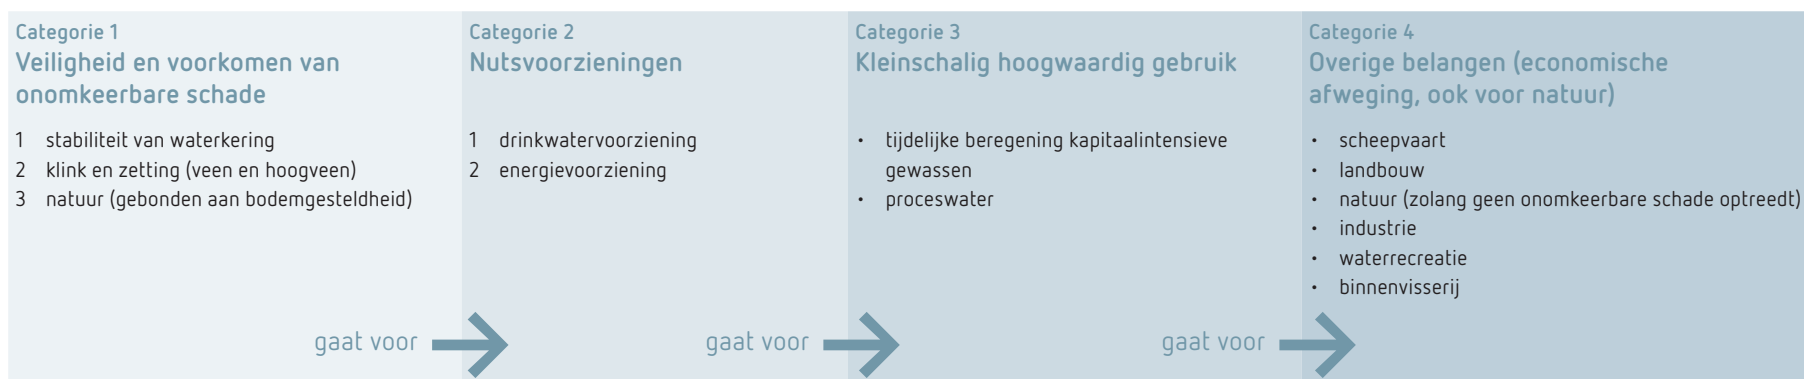 Categorie 1
Veiligheid en voorkomen van
onomkeerbare schade
1 stabiliteit van waterkering
2 klink en zetting (veen en hoogveen)
3 natuur (gebonden aan bodemgesteldheid)
gaat voor
Categorie 2
Nutsvoorzieningen
1 drinkwatervoorziening
2 energievoorziening
gaat voor
Categorie 3
Kleinschalig hoogwaardig gebruik
• tijdelijke beregening kapitaalintensieve
gewassen
• proceswater
gaat voor
Categorie 4
Overige belangen (economische
afweging, ook voor natuur)
• scheepvaart
• landbouw
• natuur (zolang geen onomkeerbare schade optreedt)
• industrie
• waterrecreatie
• binnenvisserij